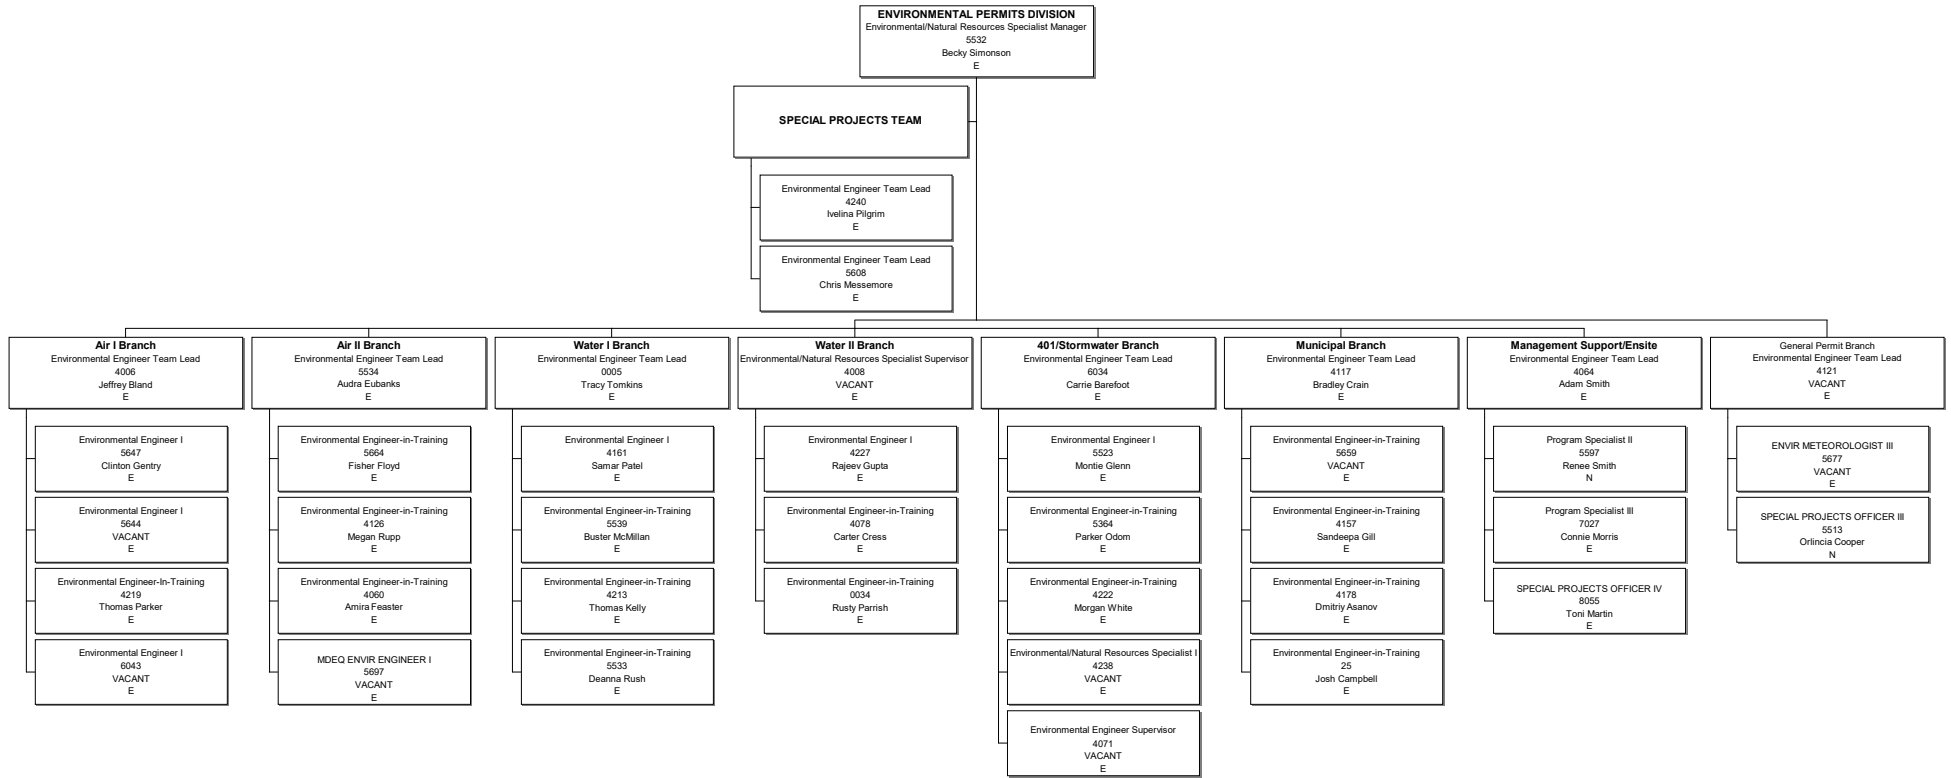 ENVIRONMENTAL PERMITS DIVISION
Environmental/Natural Resources Specialist Manager
5532
Becky Simonson
E
SPECIAL PROJECTS TEAM
Environmental Engineer Team Lead
4240
Ivelina Pilgrim
E
Environmental Engineer Team Lead
5608
Chris Messemore
E
Air I Branch
Environmental Engineer Team Lead
4006
Jeffrey Bland
E
Environmental Engineer I
5647
Clinton Gentry
E
Environmental Engineer I
5644
VACANT
E
Environmental Engineer-In-Training
4219
Thomas Parker
E
Environmental Engineer I
6043
VACANT
E
Air II Branch
Environmental Engineer Team Lead
5534
Audra Eubanks
E
Environmental Engineer-in-Training
5664
Fisher Floyd
E
Environmental Engineer-in-Training
4126
Megan Rupp
E
Environmental Engineer-in-Training
4060
Amira Feaster
E
MDEQ ENVIR ENGINEER I
5697
VACANT
E
Water I Branch
Environmental Engineer Team Lead
0005
Tracy Tomkins
E
Environmental Engineer I
4161
Samar Patel
E
Environmental Engineer-in-Training
5539
Buster McMillan
E
Environmental Engineer-in-Training
4213
Thomas Kelly
E
Environmental Engineer-in-Training
5533
Deanna Rush
E
Water II Branch
Environmental/Natural Resources Specialist Supervisor
4008
VACANT
E
Environmental Engineer I
4227
Rajeev Gupta
E
Environmental Engineer-in-Training
4078
Carter Cress
E
Environmental Engineer-in-Training
0034
Rusty Parrish
E
401/Stormwater Branch
Environmental Engineer Team Lead
6034
Carrie Barefoot
E
Environmental Engineer I
5523
Montie Glenn
E
Environmental Engineer-in-Training
5364
Parker Odom
E
Environmental Engineer-in-Training
4222
Morgan White
E
Environmental/Natural Resources Specialist I
4238
VACANT
E
Environmental Engineer Supervisor
4071
VACANT
E
Municipal Branch
Environmental Engineer Team Lead
4117
Bradley Crain
E
Environmental Engineer-in-Training
5659
VACANT
E
Environmental Engineer-in-Training
4157
Sandeepa Gill
E
Environmental Engineer-in-Training
4178
Dmitriy Asanov
E
Environmental Engineer-in-Training
25
Josh Campbell
E
Management Support/Ensite
Environmental Engineer Team Lead
4064
Adam Smith
E
Program Specialist II
5597
Renee Smith
N
Program Specialist III
7027
Connie Morris
E
SPECIAL PROJECTS OFFICER IV
8055
Toni Martin
E
General Permit Branch
Environmental Engineer Team Lead
4121
VACANT
E
ENVIR METEOROLOGIST III
5677
VACANT
E
SPECIAL PROJECTS OFFICER III
5513
Orlincia Cooper
N